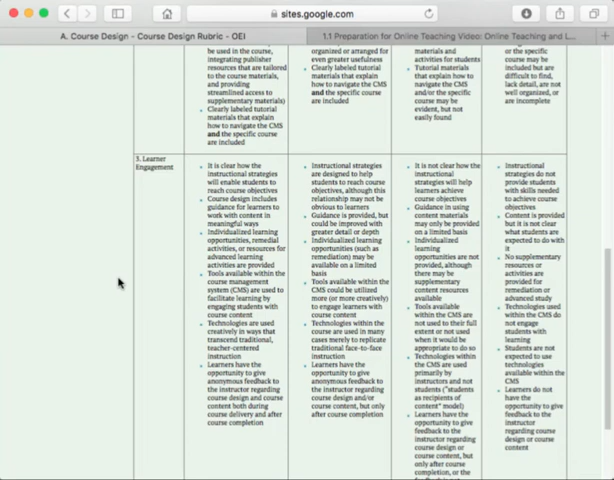 sites.google.com
A. Course Design - Course Design Rubric - OEI
1.1 Preparation for Online Teaching Video: Online Teaching and L...
be used in the course,
integrating publisher
resources that are tailored
to the course materials,
and providing
streamlined access to
supplementary materials)
Clearly labeled tutorial
materials that explain
how to navigate the CMS
and the specific course
are included
organized or arranged for
even greater usefulness
Clearly labeled tutorial
materials that explain
how to navigate the CMS
and the specific course
are included
materials and
activities for students
Tutorial materials
that explain how to
navigate the CMS
and/or the specific
course may be
evident, but not
easily found
or the specific
course may be
included but are
difficult to find,
lack detail, are not
well organized, or
are incomplete
3. Learner
Engagement
It is clear how the
instructional strategies
will enable students to
reach course objectives
Course design includes
guidance for learners to
work with content in
meaningful ways
Individualized learning
opportunities, remedial
activities, or resources for
advanced learning
activities are provided
Tools available within the
course management
system (CMS) are used to
facilitate learning by
engaging students with
course content
Technologies are used
creatively in ways that
transcend traditional,
teacher-centered
instruction
Learners have the
opportunity to give
anonymous feedback to
the instructor regarding
course design and course
content both during
course delivery and after
course completion
Instructional strategies
are designed to help
students to reach course
objectives, although this
relationship may not be
obvious to learners
Guidance is provided, but
could be improved with
greater detail or depth
Individualized learning
opportunities (such as
remediation) may be
available on a limited
basis
Tools available within the
CMS could be utilized
more (or more creatively)
to engage learners with
course content
Technologies within the
course are used in many
cases merely to replicate
traditional face-to-face
instruction
Learners have the
opportunity to give
anonymous feedback to
the instructor regarding
course design and/or
course content, but only
after course completion
It is not clear how the
instructional
strategies will help
learners achieve
course objectives
Guidance in using
content materials
may only be provided
on a limited basis
Individualized
learning
opportunities are not
provided, although
there may be
supplementary
content resources
available
Tools available
within the CMS are
not used to their full
extent or not used
when it would be
appropriate to do so
Technologies within
the CMS are used
primarily by
instructors and not
students ("students
as recipients of
content" model)
Learners have the
opportunity to give
feedback to the
instructor regarding
course design or
course content, but
only after course
completion, or the
Instructional
strategies do not
provide students
with skills needed
to achieve course
objectives
Content is provided
but it is not clear
what students are
expected to do with
it
No supplementary
resources or
activities are
provided for
remediation or
advanced study
Technologies used
within the CMS do
not engage
students with
learning
Students are not
expected to use
technologies
available within the
CMS
Learners do not
have the
opportunity to give
feedback to the
instructor
regarding course
design or course
content